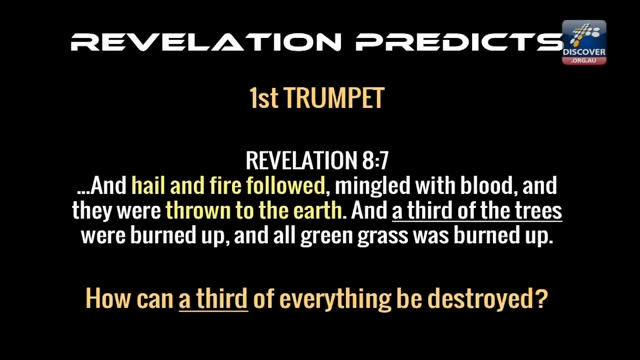 REVELATION PREDICTS
DISCOVER
.ORG.AU
1st TRUMPET
REVELATION 8:7
...And hail and fire followed, mingled with blood, and
they were thrown to the earth. And a third of the trees
were burned up, and all green grass was burned up.
How can a third of everything be destroyed?